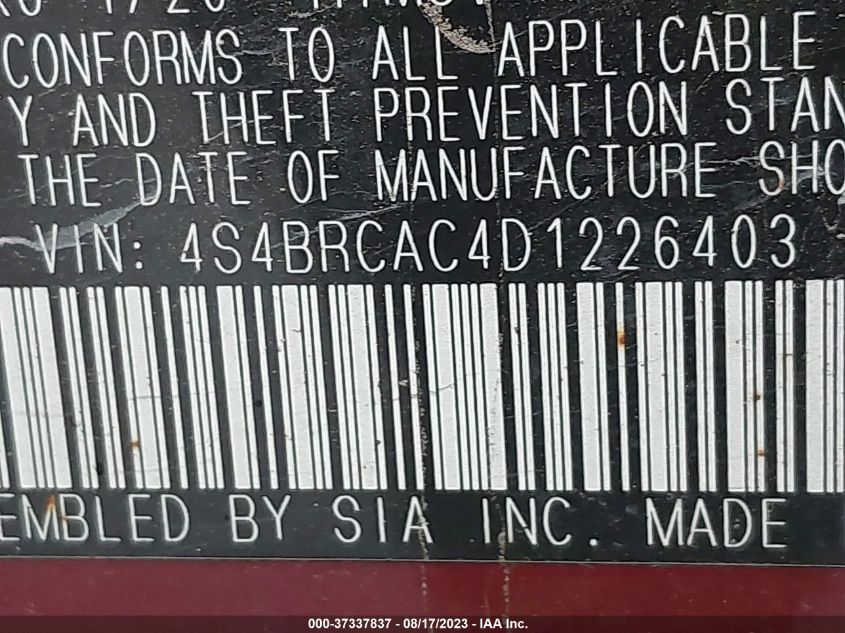 CONFORMS TO ALL APPLICABLE
Y AND THEFT PREVENTION STAN
THE DATE OF MANUFACTURE SHO
VIN: 4S4BRCAC4D1226403
EMBLED BY SIA INC. MADE
000-37337837 - 08/17/2023 - IAA Inc.